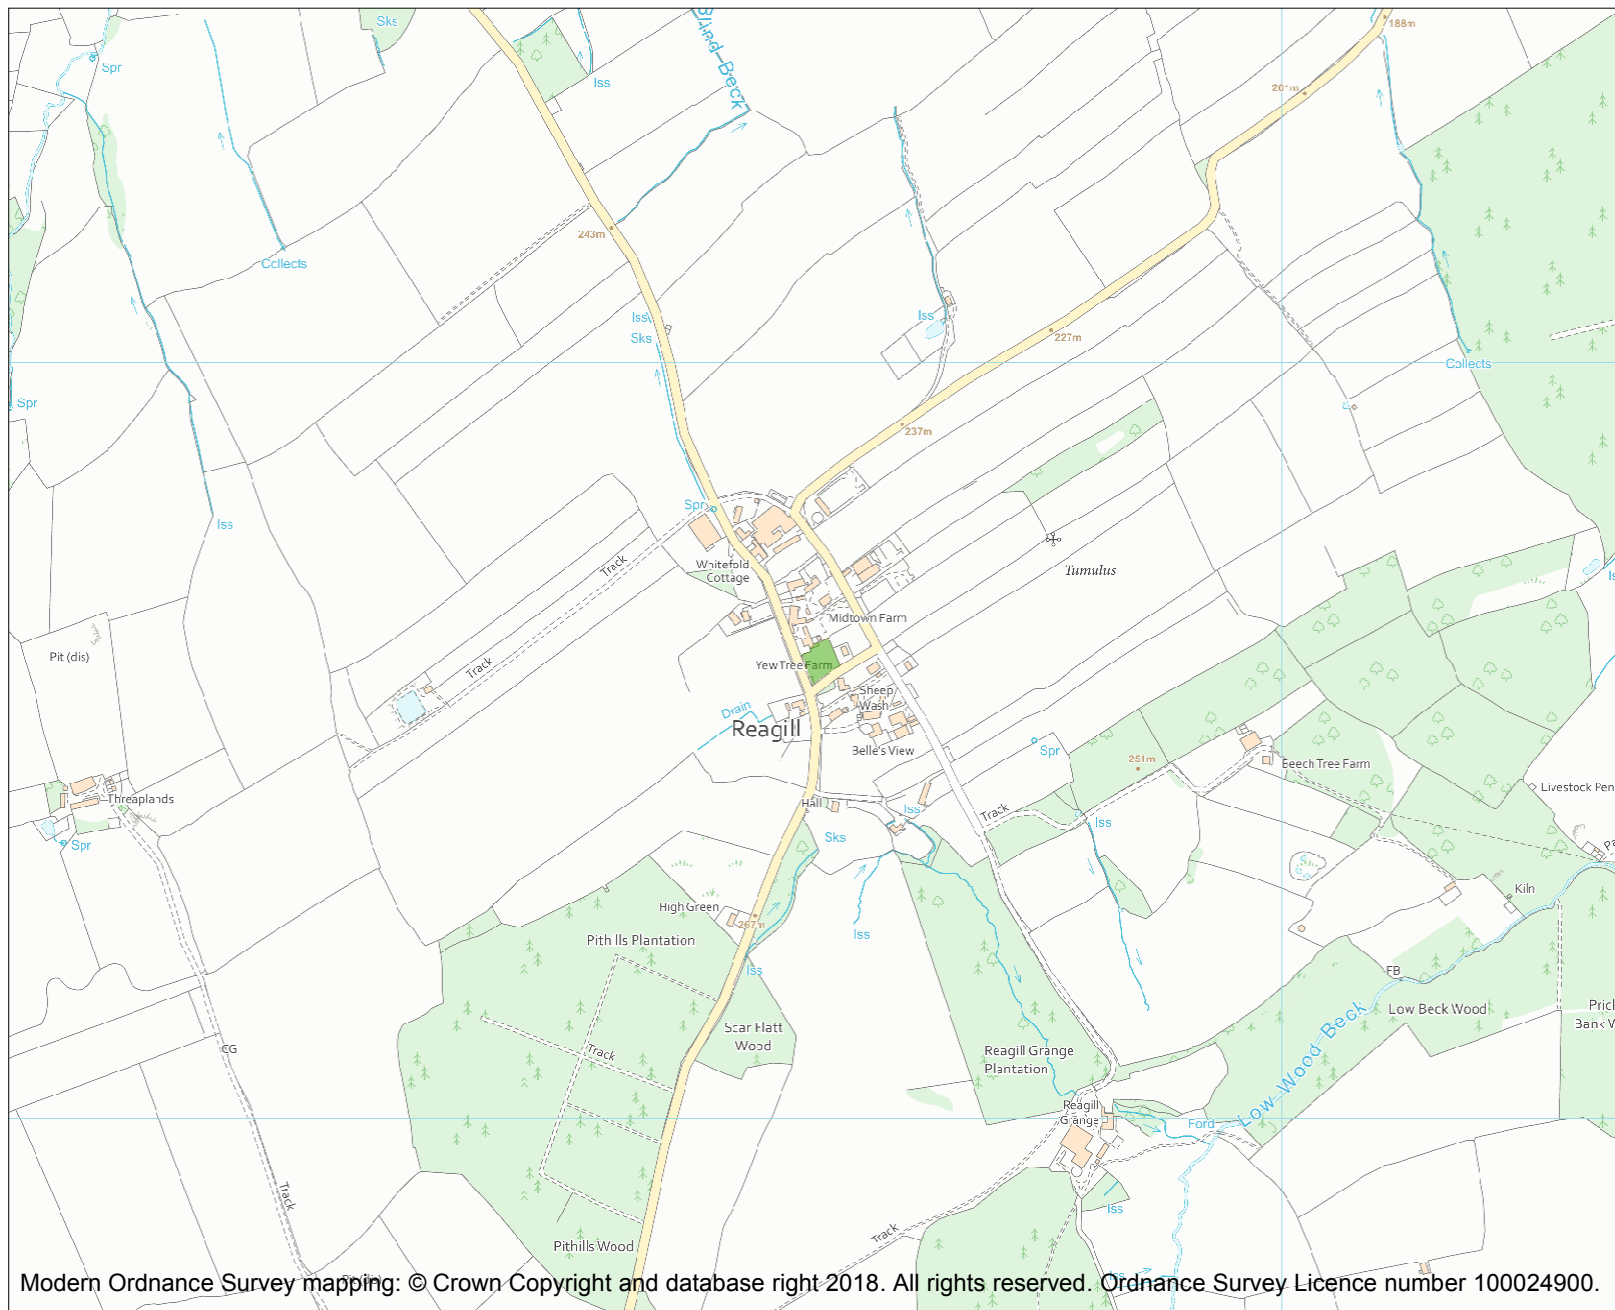 Sks
Blind Beck
188m
Spr
Iss
201m
243m
Collects
Iss
Sks
Iss
227m
Collects
Spr
237m
Spr
Iss
Track
Whitefold
Cottage
Tumulus
Midtown Farm
Pit (dis)
Track
Yew Tree Farm
Sheep
Wash
Drain
Reagill
Belle's View
Spr
251m
Beech Tree Farm
Livestock Pen
Threaplands
Hall
Iss
Track
Iss
Sks
Spr
Kiln
High Green
267m
Iss
Pithills Plantation
Iss
FB
Low Beck Wood
Scar Flatt
Wood
CG
Track
Reagill Grange
Plantation
Low Wood Beck
Reagill
Grange
Ford
Track
Iss
Track
Pithills Wood
Iss
Pit (dis)
Modern Ordnance Survey mapping: © Crown Copyright and database right 2018. All rights reserved. Ordnance Survey Licence number 100024900.